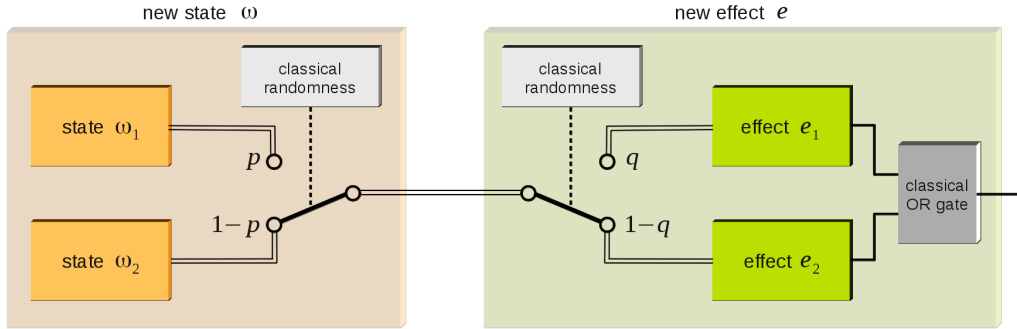 new state ω
new effect e
classical
randomness
classical
randomness
state ω₁
p
q
effect e₁
classical
OR gate
1−p
1−q
state ω₂
effect e₂